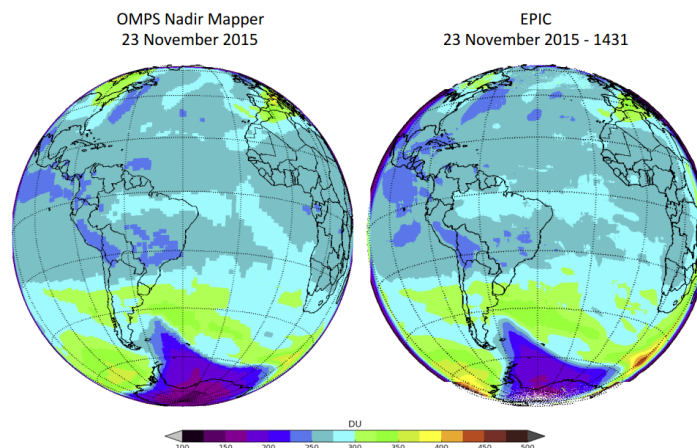 OMPS Nadir Mapper
23 November 2015
EPIC
23 November 2015 - 1431
DU
100 150 200 250 300 350 400 450 500